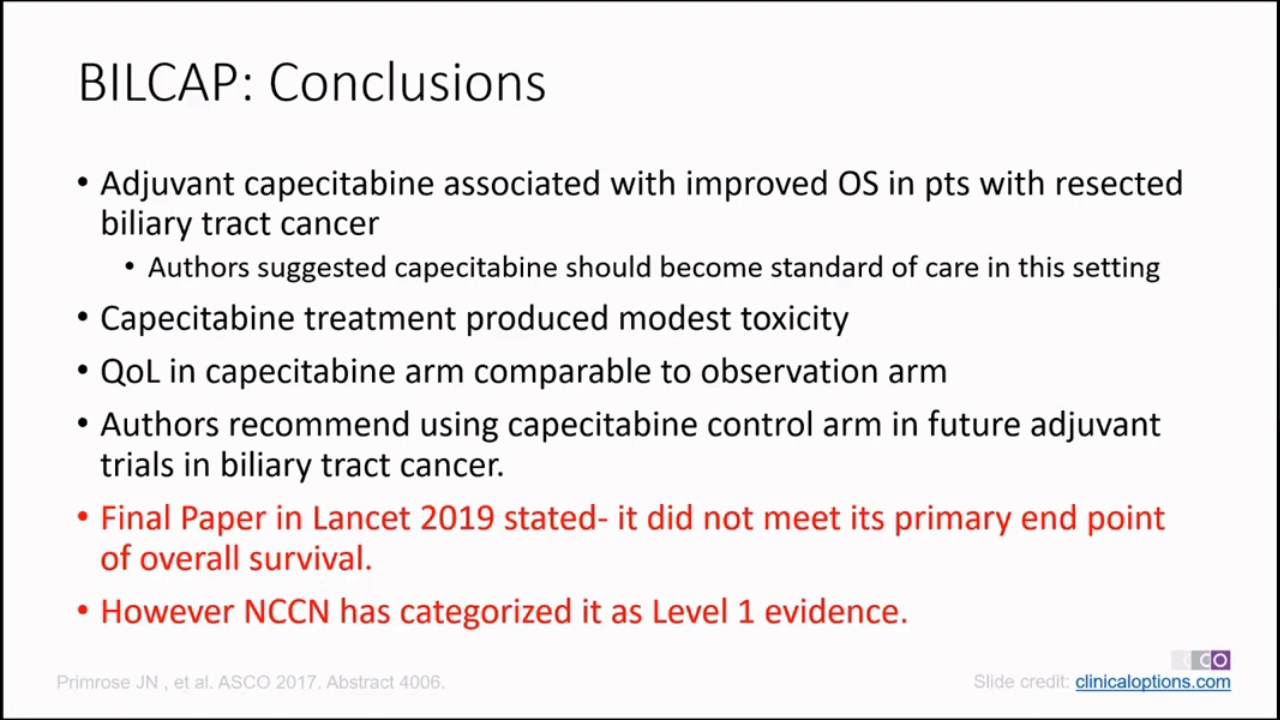 BILCAP: Conclusions
• Adjuvant capecitabine associated with improved OS in pts with resected
biliary tract cancer
• Authors suggested capecitabine should become standard of care in this setting
• Capecitabine treatment produced modest toxicity
• QoL in capecitabine arm comparable to observation arm
• Authors recommend using capecitabine control arm in future adjuvant
trials in biliary tract cancer.
• Final Paper in Lancet 2019 stated- it did not meet its primary end point
of overall survival.
• However NCCN has categorized it as Level 1 evidence.
CCO
Primrose JN , et al. ASCO 2017. Abstract 4006.
Slide credit: clinicaloptions.com